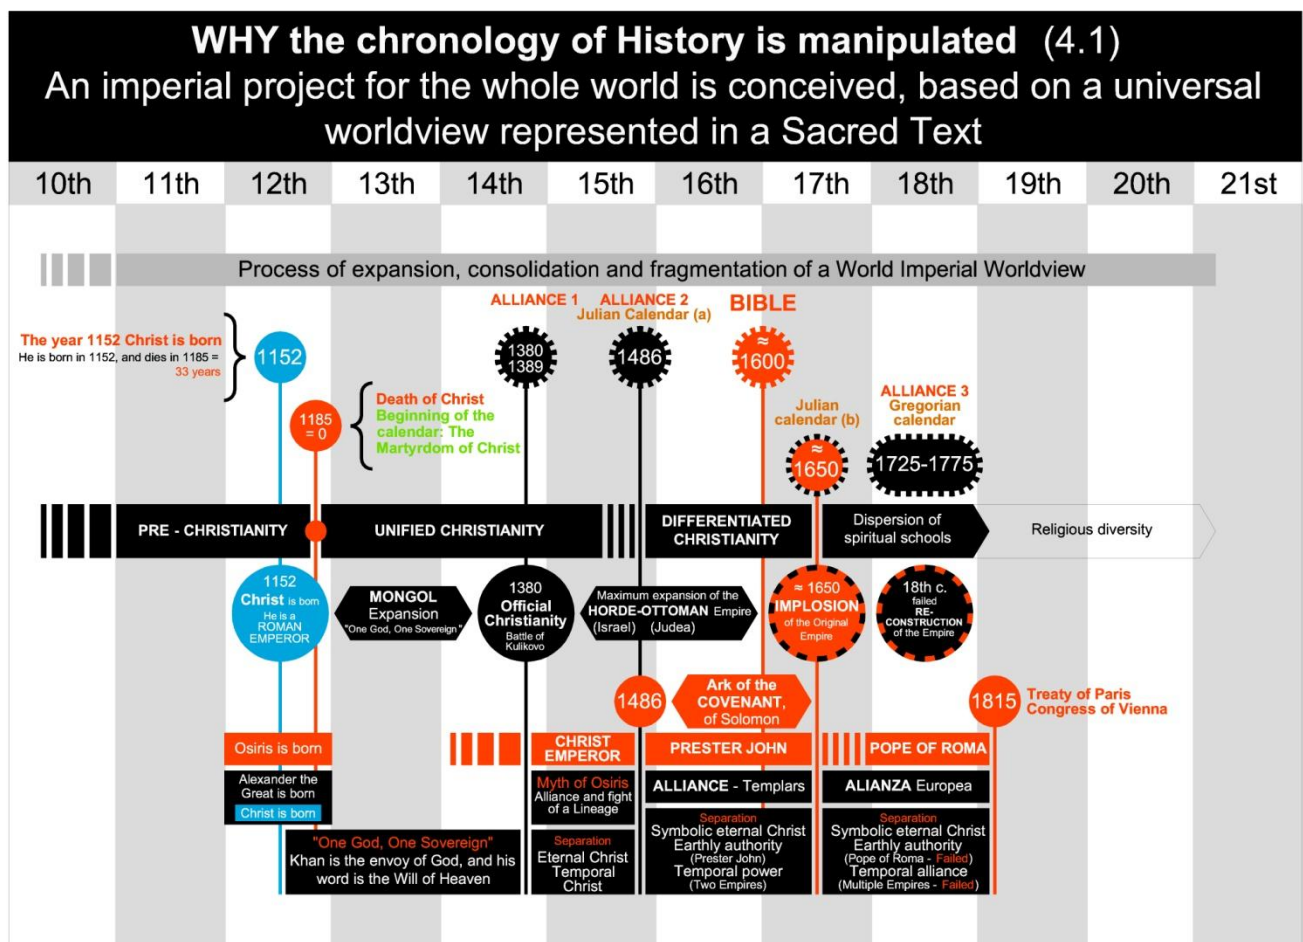 WHY the chronology of History is manipulated (4.1)
An imperial project for the whole world is conceived, based on a universal
worldview represented in a Sacred Text
10th 11th 12th 13th 14th 15th 16th 17th 18th 19th 20th 21st
Process of expansion, consolidation and fragmentation of a World Imperial Worldview
The year 1152 Christ is born
He is born in 1152, and dies in 1185 =
33 years
1152
1185
= 0
Death of Christ
Beginning of the
calendar: The
Martyrdom of Christ
ALLIANCE 1
1380
1389
ALLIANCE 2
Julian Calendar (a)
1486
BIBLE
≈
1600
Julian
calendar (b)
≈
1650
ALLIANCE 3
Gregorian
calendar
1725-1775
PRE - CHRISTIANITY
UNIFIED CHRISTIANITY
DIFFERENTIATED
CHRISTIANITY
Dispersion of
spiritual schools
Religious diversity
1152
Christ is born
He is a
ROMAN
EMPEROR
MONGOL
Expansion
"One God, One Sovereign"
1380
Official
Christianity
Battle of
Kulikovo
Maximum expansion of the
HORDE-OTTOMAN Empire
(Israel) (Judea)
≈ 1650
IMPLOSION
of the Original
Empire
18th c.
failed
RE-
CONSTRUCTION
of the Empire
1486
Ark of the
COVENANT,
of Solomon
1815
Treaty of Paris
Congress of Vienna
Osiris is born
Alexander the
Great is born
Christ is born
CHRIST
EMPEROR
PRESTER JOHN
POPE OF ROMA
Myth of Osiris
Alliance and fight
of a Lineage
ALLIANCE - Templars
ALIANZA Europea
"One God, One Sovereign"
Khan is the envoy of God, and his
word is the Will of Heaven
Separation
Eternal Christ
Temporal
Christ
Separation
Symbolic eternal Christ
Earthly authority
(Prester John)
Temporal power
(Two Empires)
Separation
Symbolic eternal Christ
Earthly authority
(Pope of Roma - Failed)
Temporal alliance
(Multiple Empires - Failed)